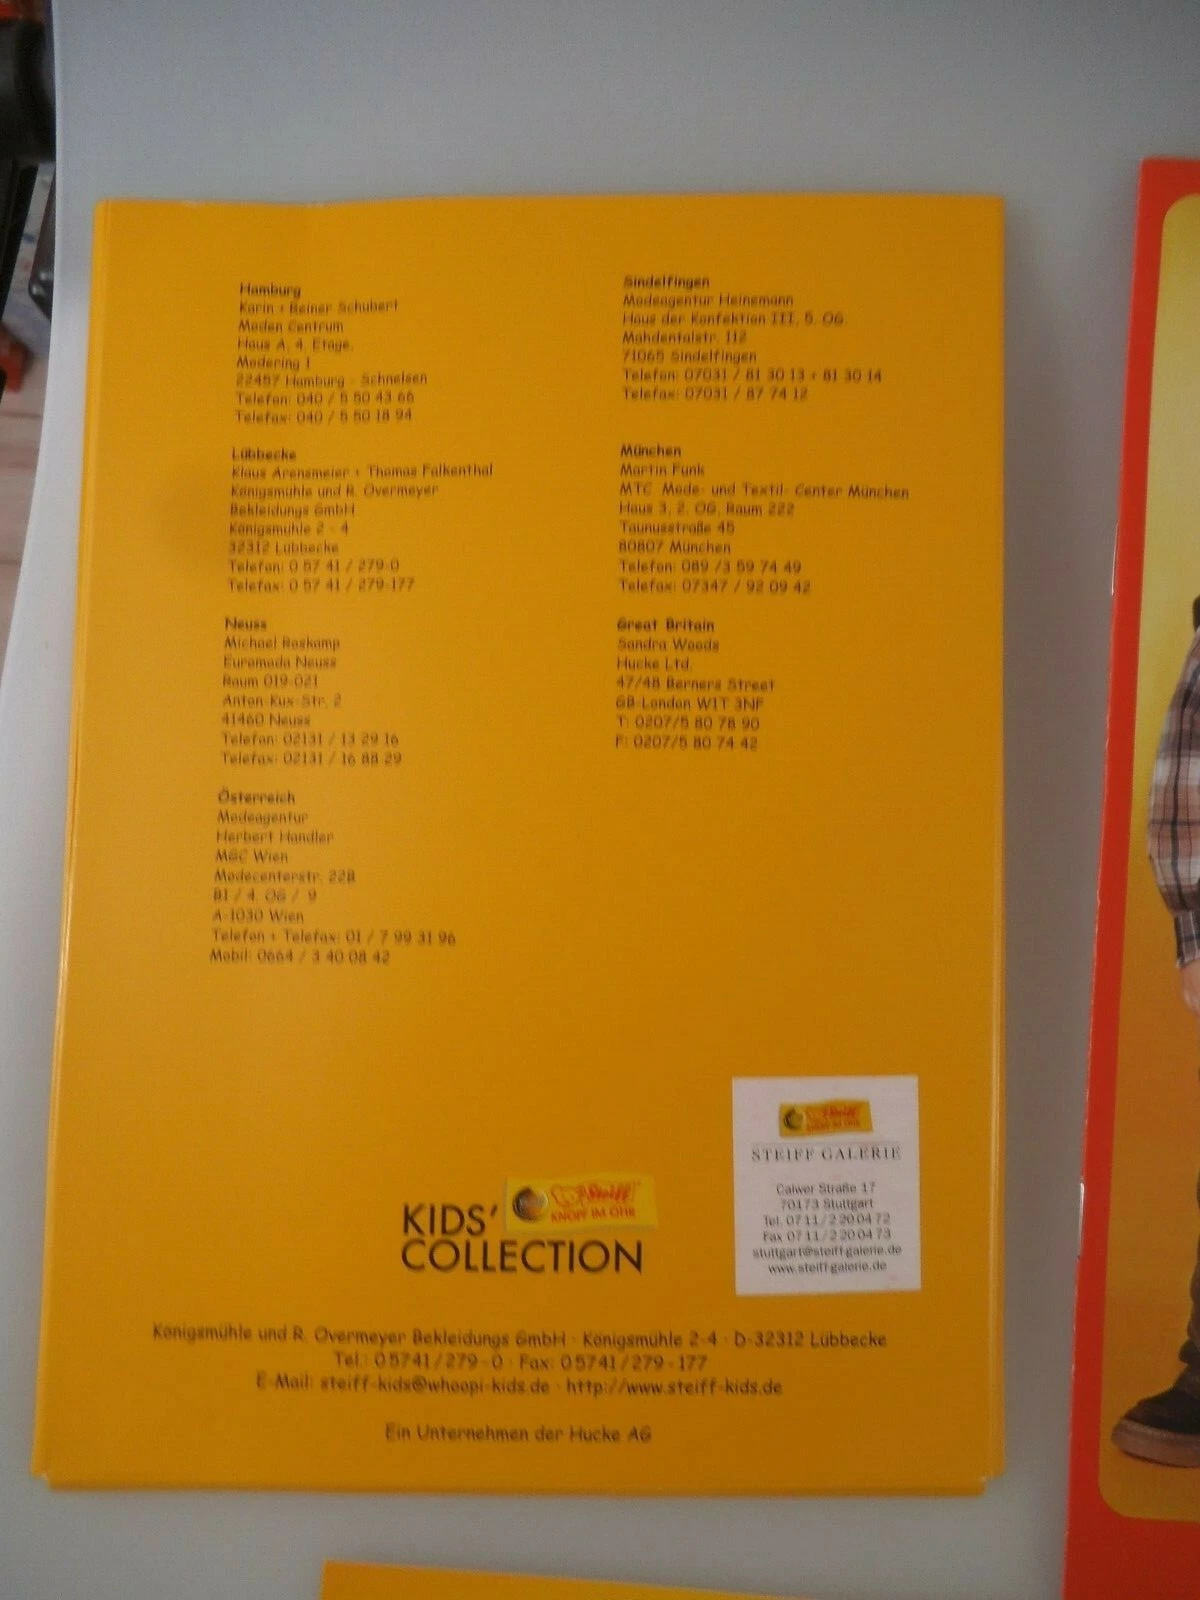 Hamburg
Karin + Reiner Schubert
Moden Centrum
Haus A, 4. Etage,
Modering 1
22457 Hamburg - Schnelsen
Telefon: 040 / 5 50 43 66
Telefax: 040 / 5 50 18 94
Lübbecke
Klaus Arensmeier + Thomas Falkenthal
Königsmühle und R. Overmeyer
Bekleidungs GmbH
Königsmühle 2 - 4
32312 Lübbecke
Telefon: 0 57 41 / 279-0
Telefax: 0 57 41 / 279-177
Neuss
Michael Roskamp
Euromoda Neuss
Raum 019-021
Anton-Kux-Str. 2
41460 Neuss
Telefon: 02131 / 13 29 16
Telefax: 02131 / 16 88 29
Österreich
Modeagentur
Herbert Handler
MGC Wien
Modecenterstr. 22B
B1 / 4. OG / 9
A-1030 Wien
Telefon + Telefax: 01 / 7 99 31 96
Mobil: 0664 / 3 40 08 42
Sindelfingen
Modeagentur Heinemann
Haus der Konfektion III, 5. OG.
Mahdentalstr. 112
71065 Sindelfingen
Telefon: 07031 / 81 30 13 + 81 30 14
Telefax: 07031 / 87 74 12
München
Martin Funk
MTC Mode- und Textil- Center München
Haus 3, 2. OG, Raum 222
Taunusstraße 45
80807 München
Telefon: 089 /3 59 74 49
Telefax: 07347 / 92 09 42
Great Britain
Sandra Woods
Hucke Ltd.
47/48 Berners Street
GB-London W1T 3NF
T: 0207/5 80 78 90
F: 0207/5 80 74 42
Steiff
KNOPF IM OHR
STEIFF GALERIE
Calwer Straße 17
70173 Stuttgart
Tel. 07 11 / 2 20 04 72
Fax 07 11 / 2 20 04 73
stuttgart@steiff-galerie.de
www.steiff-galerie.de
KIDS'
Steiff
KNOPF IM OHR
COLLECTION
Königsmühle und R. Overmeyer Bekleidungs GmbH · Königsmühle 2-4 · D-32312 Lübbecke
Tel.: 0 57 41 / 279 - 0 · Fax: 0 57 41 / 279 - 177
E-Mail: steiff-kids@whoopi-kids.de · http://www.steiff-kids.de
Ein Unternehmen der Hucke AG